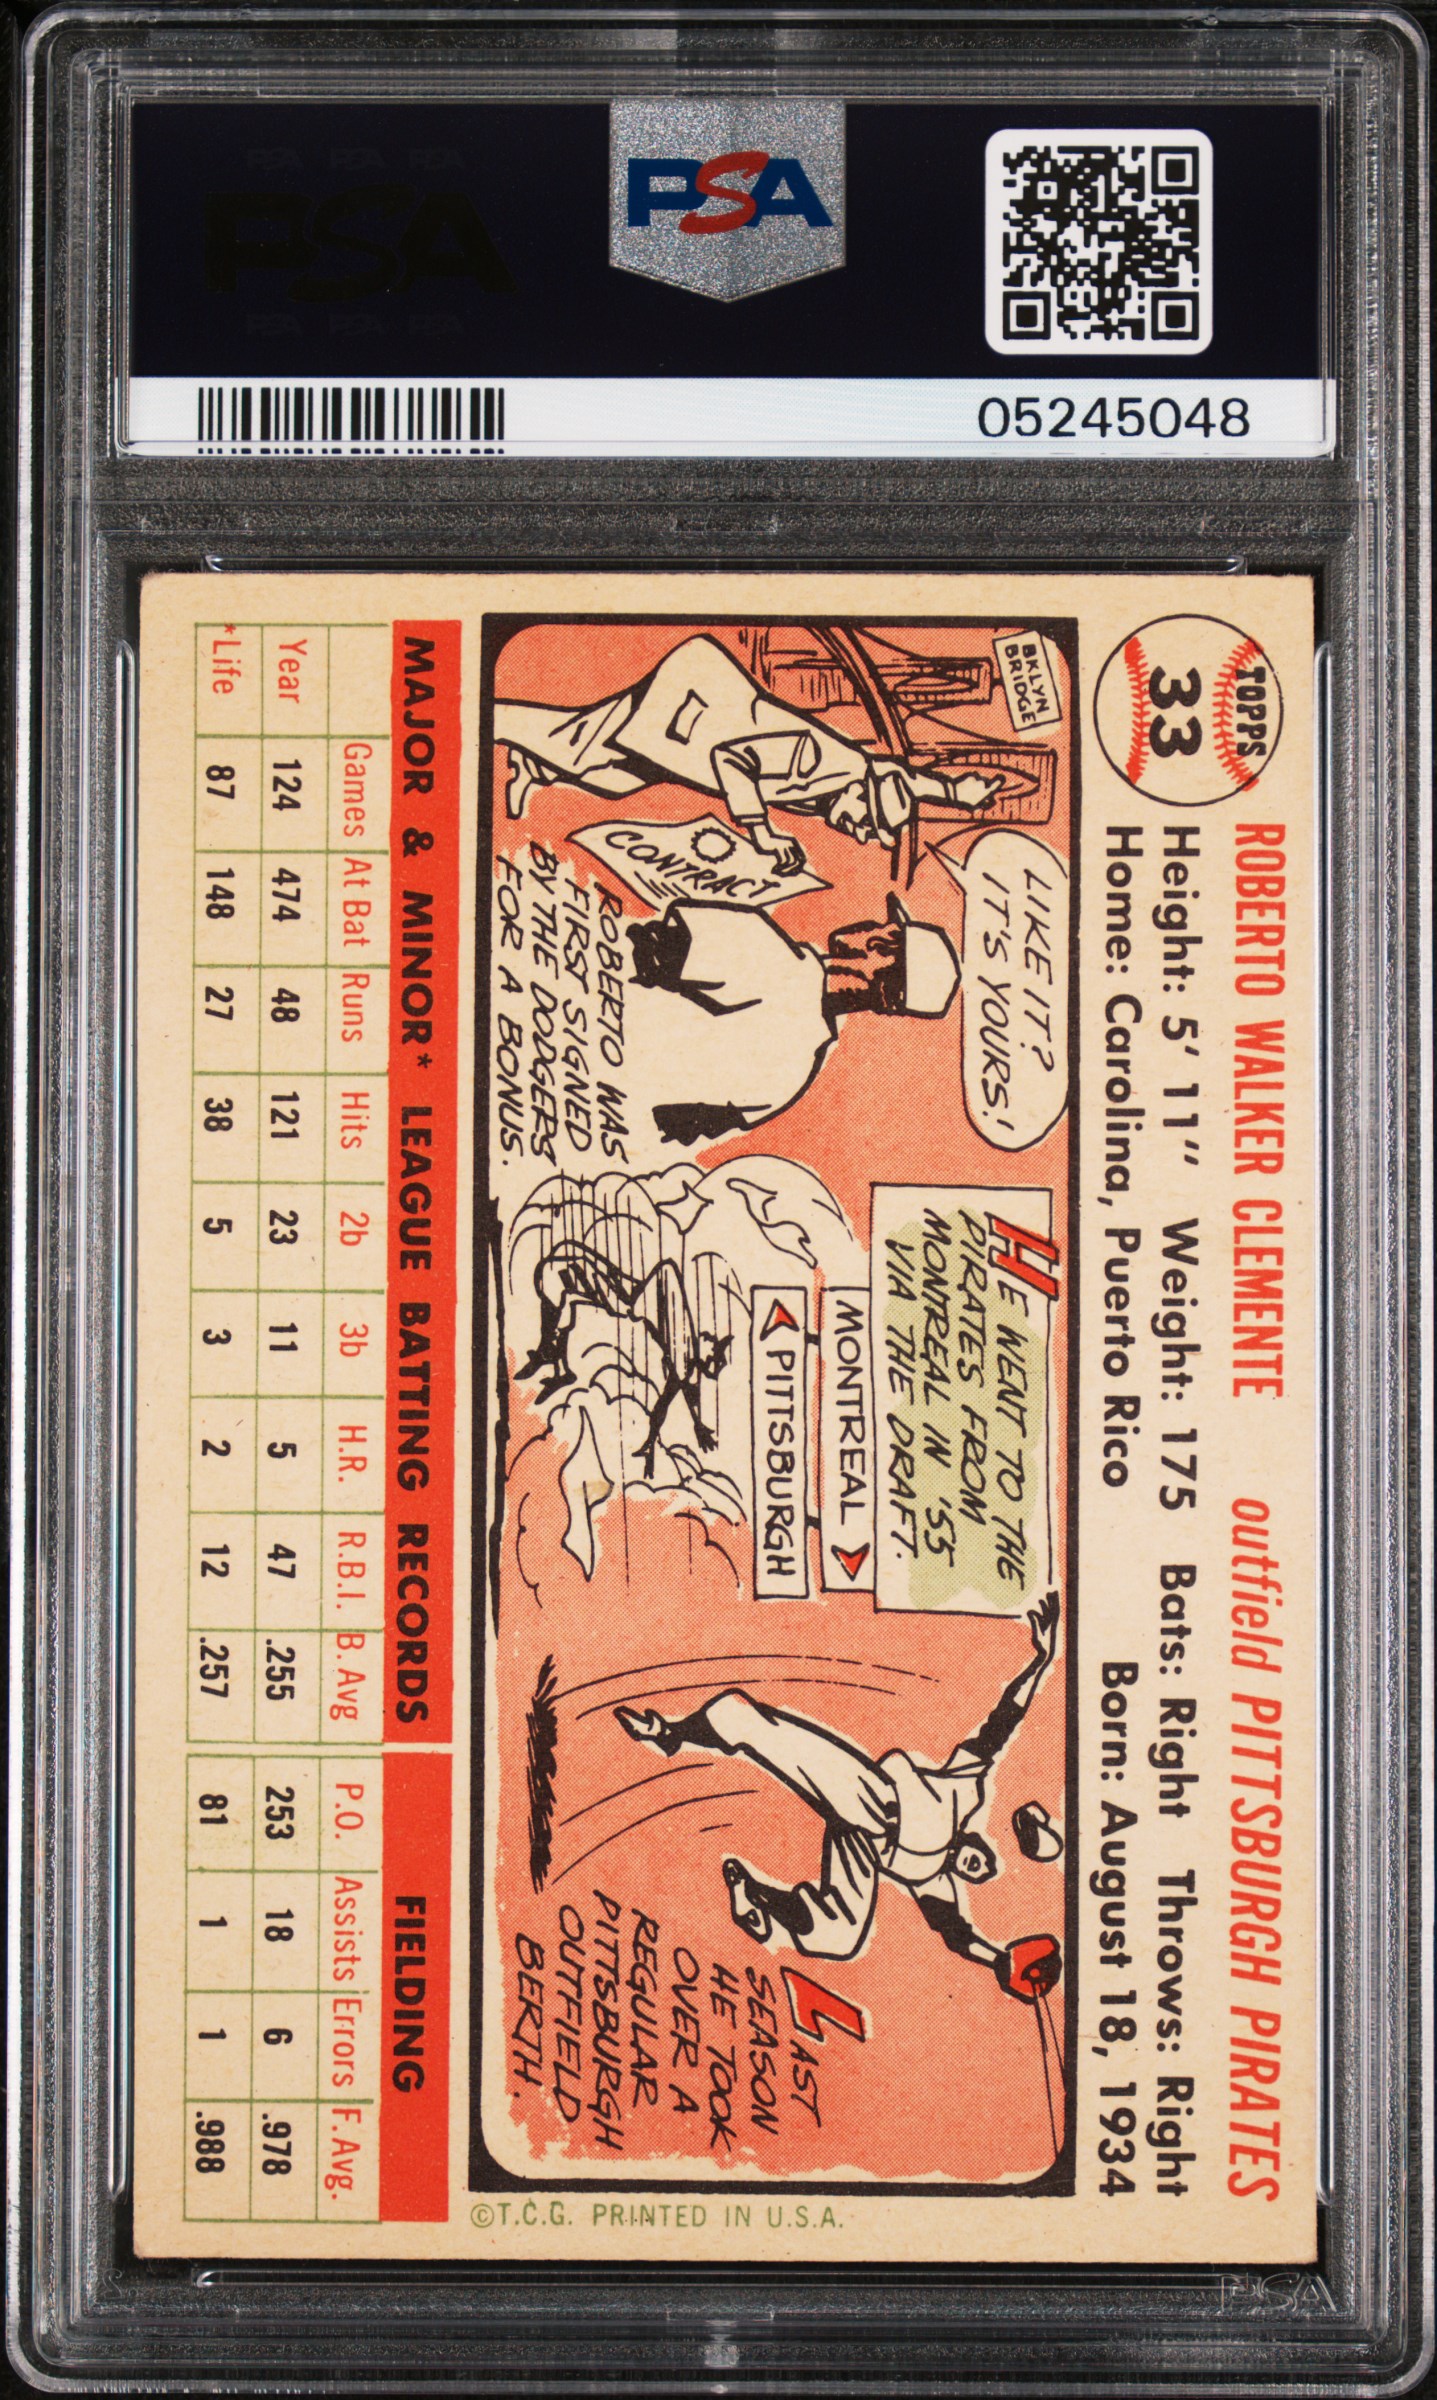 PSA
05245048
TOPPS
33
ROBERTO WALKER CLEMENTE outfield PITTSBURGH PIRATES
Height: 5' 11" Weight: 175 Bats: Right Throws: Right
Home: Carolina, Puerto Rico Born: August 18, 1934
BKLYN
BRIDGE
LIKE IT?
IT'S YOURS!
CONTRACT
ROBERTO WAS
FIRST SIGNED
BY THE DODGERS
FOR A BONUS.
HE WENT TO THE
PIRATES FROM
MONTREAL IN '55
VIA THE DRAFT.
MONTREAL
PITTSBURGH
LAST
SEASON
HE TOOK
OVER A
REGULAR
PITTSBURGH
OUTFIELD
BERTH.
©T.C.G. PRINTED IN U.S.A.
MAJOR & MINOR* LEAGUE BATTING RECORDS FIELDING
Games At Bat Runs Hits 2b 3b H.R. R.B.I. B. Avg P.O. Assists Errors F. Avg.
Year 124 474 48 121 23 11 5 47 .255 253 18 6 .978
*Life 87 148 27 38 5 3 2 12 .257 81 1 1 .988
PSA